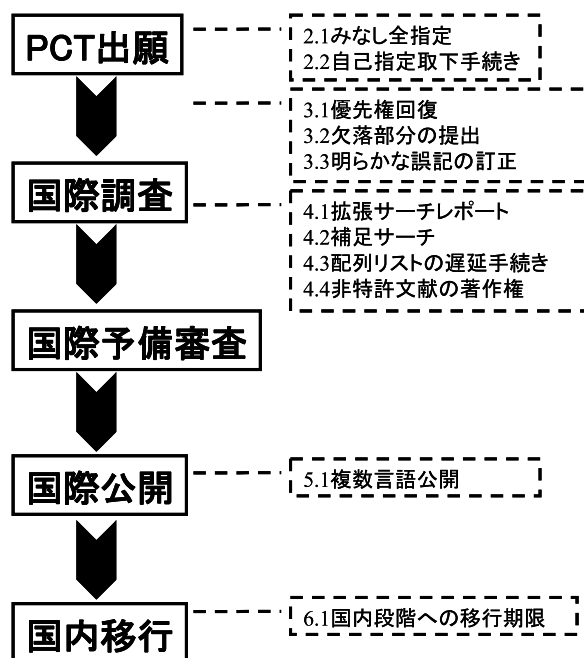 PCT出願
2.1みなし全指定
2.2自己指定取下手続き
3.1優先権回復
3.2欠落部分の提出
3.3明らかな誤記の訂正
国際調査
4.1拡張サーチレポート
4.2補足サーチ
4.3配列リストの遅延手続き
4.4非特許文献の著作権
国際予備審査
国際公開
5.1複数言語公開
国内移行
6.1国内段階への移行期限